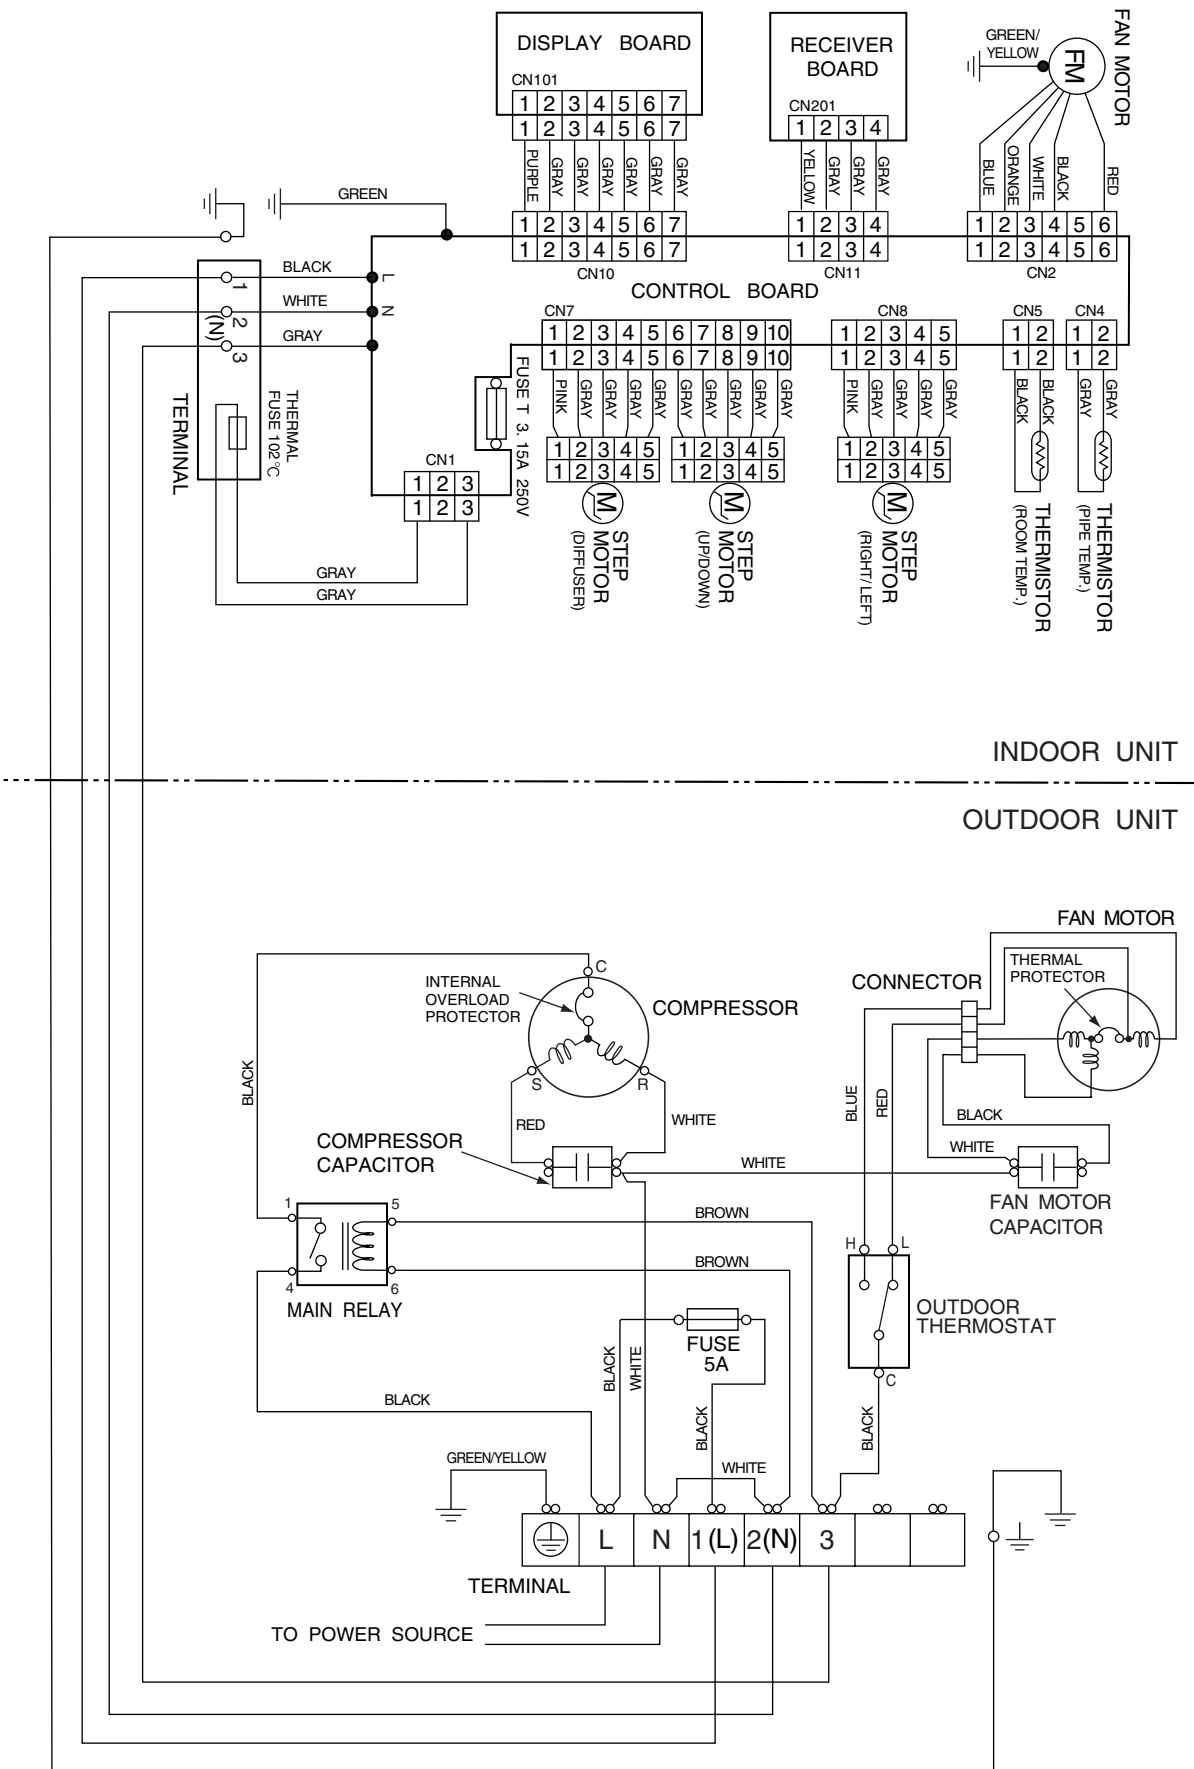 DISPLAY BOARD
CN101
1 2 3 4 5 6 7
1 2 3 4 5 6 7
PURPLE GRAY GRAY GRAY GRAY GRAY GRAY
1 2 3 4 5 6 7
1 2 3 4 5 6 7
CN10
RECEIVER
BOARD
CN201
1 2 3 4
YELLOW GRAY GRAY GRAY
1 2 3 4
1 2 3 4
CN11
GREEN/
YELLOW
FM
FAN MOTOR
BLUE ORANGE WHITE BLACK RED
1 2 3 4 5 6
1 2 3 4 5 6
CN2
GREEN
BLACK
L
WHITE
N
GRAY
1
2
(N)
3
TERMINAL
THERMAL
FUSE 102°C
CONTROL BOARD
FUSE T 3.15A 250V
CN1
1 2 3
1 2 3
GRAY
GRAY
CN7
1 2 3 4 5 6 7 8 9 10
1 2 3 4 5 6 7 8 9 10
PINK GRAY GRAY GRAY GRAY GRAY GRAY GRAY GRAY GRAY
1 2 3 4 5
1 2 3 4 5
M
STEP
MOTOR
(DIFFUSER)
1 2 3 4 5
1 2 3 4 5
M
STEP
MOTOR
(UP/DOWN)
CN8
1 2 3 4 5
1 2 3 4 5
PINK GRAY GRAY GRAY GRAY
1 2 3 4 5
1 2 3 4 5
M
STEP
MOTOR
(RIGHT/LEFT)
CN5
1 2
1 2
BLACK BLACK
THERMISTOR
(ROOM TEMP.)
CN4
1 2
1 2
GRAY GRAY
THERMISTOR
(PIPE TEMP.)
INDOOR UNIT
OUTDOOR UNIT
FAN MOTOR
THERMAL
PROTECTOR
CONNECTOR
C
INTERNAL
OVERLOAD
PROTECTOR
COMPRESSOR
S
R
BLACK
RED
WHITE
COMPRESSOR
CAPACITOR
WHITE
BLUE
RED
BLACK
WHITE
FAN MOTOR
CAPACITOR
1
5
4
6
MAIN RELAY
BROWN
BROWN
H
L
OUTDOOR
THERMOSTAT
C
FUSE
5A
BLACK
WHITE
BLACK
BLACK
BLACK
GREEN/YELLOW
WHITE
L N 1(L) 2(N) 3
TERMINAL
TO POWER SOURCE